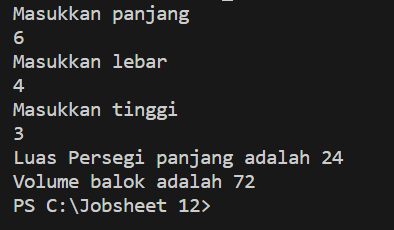 Masukkan panjang
6
Masukkan lebar
4
Masukkan tinggi
3
Luas Persegi panjang adalah 24
Volume balok adalah 72
PS C:\Jobsheet 12>